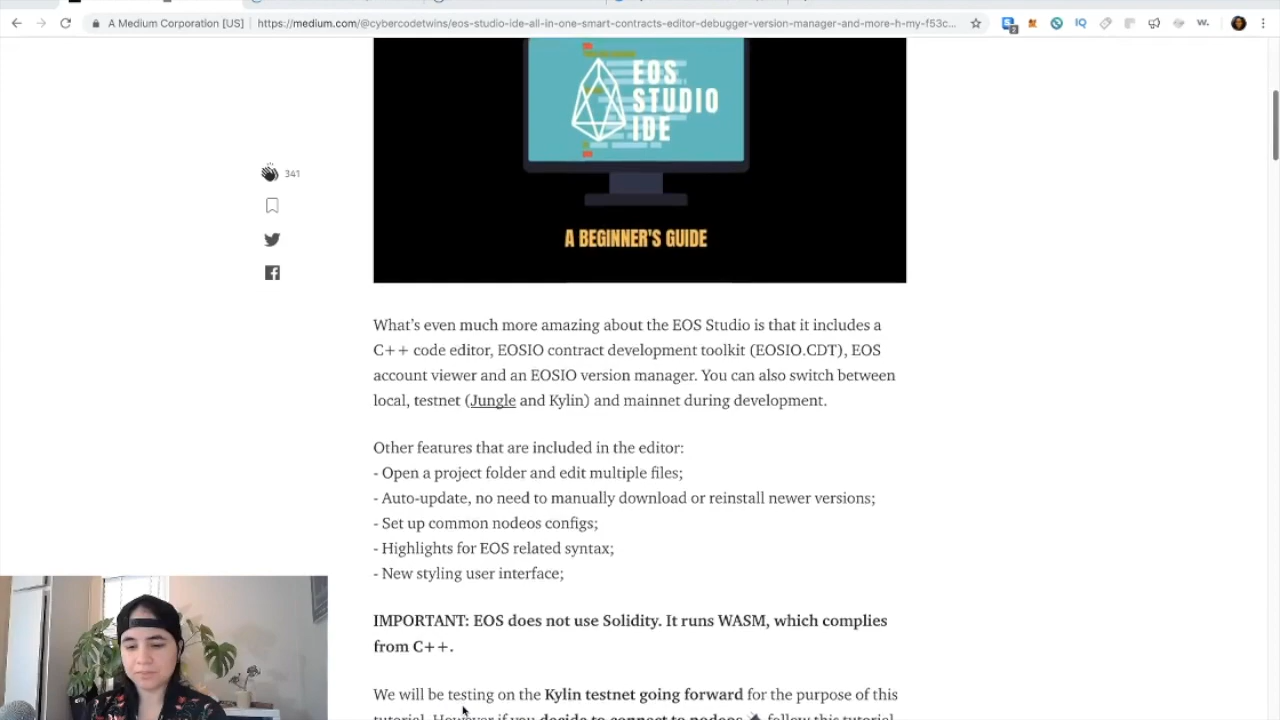 A Medium Corporation [US] https://medium.com/@cybercodetwins/eos-studio-ide-all-in-one-smart-contracts-editor-debugger-version-manager-and-more-h-my-f53c...
2
IQ
W.
EOS
STUDIO
IDE
A BEGINNER'S GUIDE
341
What’s even much more amazing about the EOS Studio is that it includes a
C++ code editor, EOSIO contract development toolkit (EOSIO.CDT), EOS
account viewer and an EOSIO version manager. You can also switch between
local, testnet (Jungle and Kylin) and mainnet during development.
Other features that are included in the editor:
- Open a project folder and edit multiple files;
- Auto-update, no need to manually download or reinstall newer versions;
- Set up common nodeos configs;
- Highlights for EOS related syntax;
- New styling user interface;
IMPORTANT: EOS does not use Solidity. It runs WASM, which complies
from C++.
We will be testing on the Kylin testnet going forward for the purpose of this
tutorial. However if you decide to connect to nodeos follow this tutorial